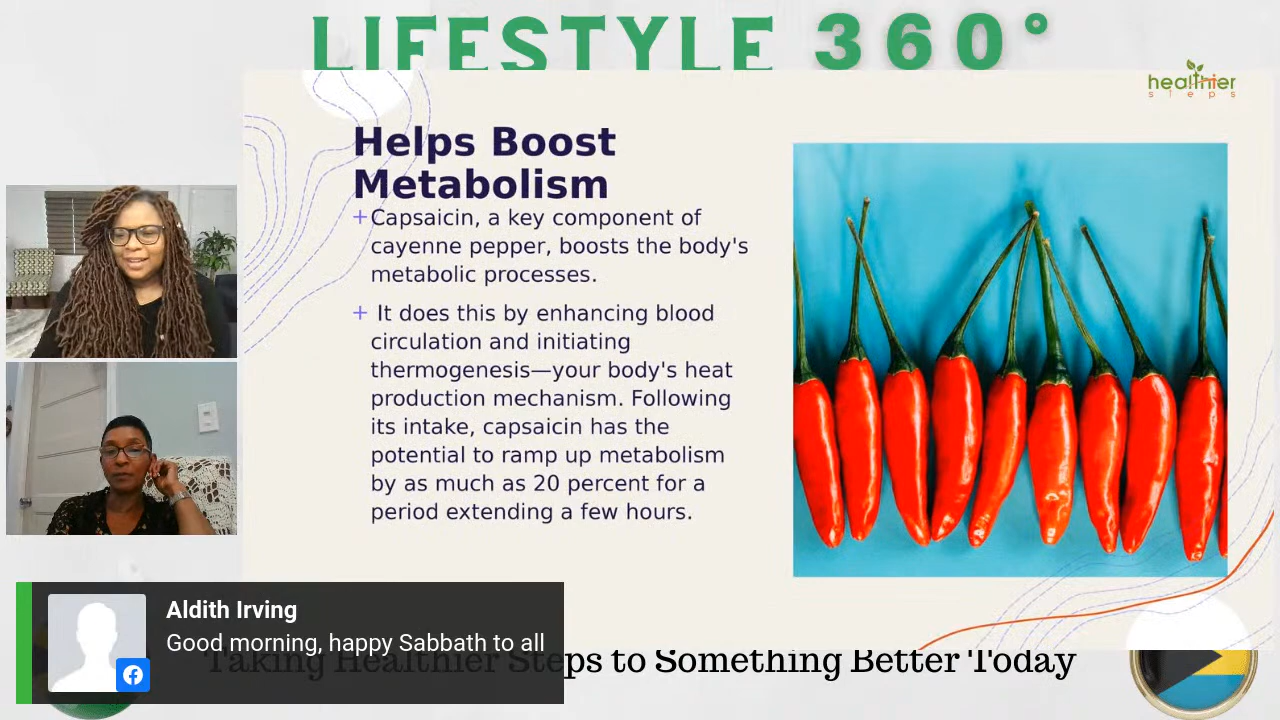 LIFESTYLE 360°
healthier
steps
Helps Boost
Metabolism
+Capsaicin, a key component of
cayenne pepper, boosts the body's
metabolic processes.
+ It does this by enhancing blood
circulation and initiating
thermogenesis—your body's heat
production mechanism. Following
its intake, capsaicin has the
potential to ramp up metabolism
by as much as 20 percent for a
period extending a few hours.
Aldith Irving
Good morning, happy Sabbath to all
Taking Healthier Steps to Something Better Today